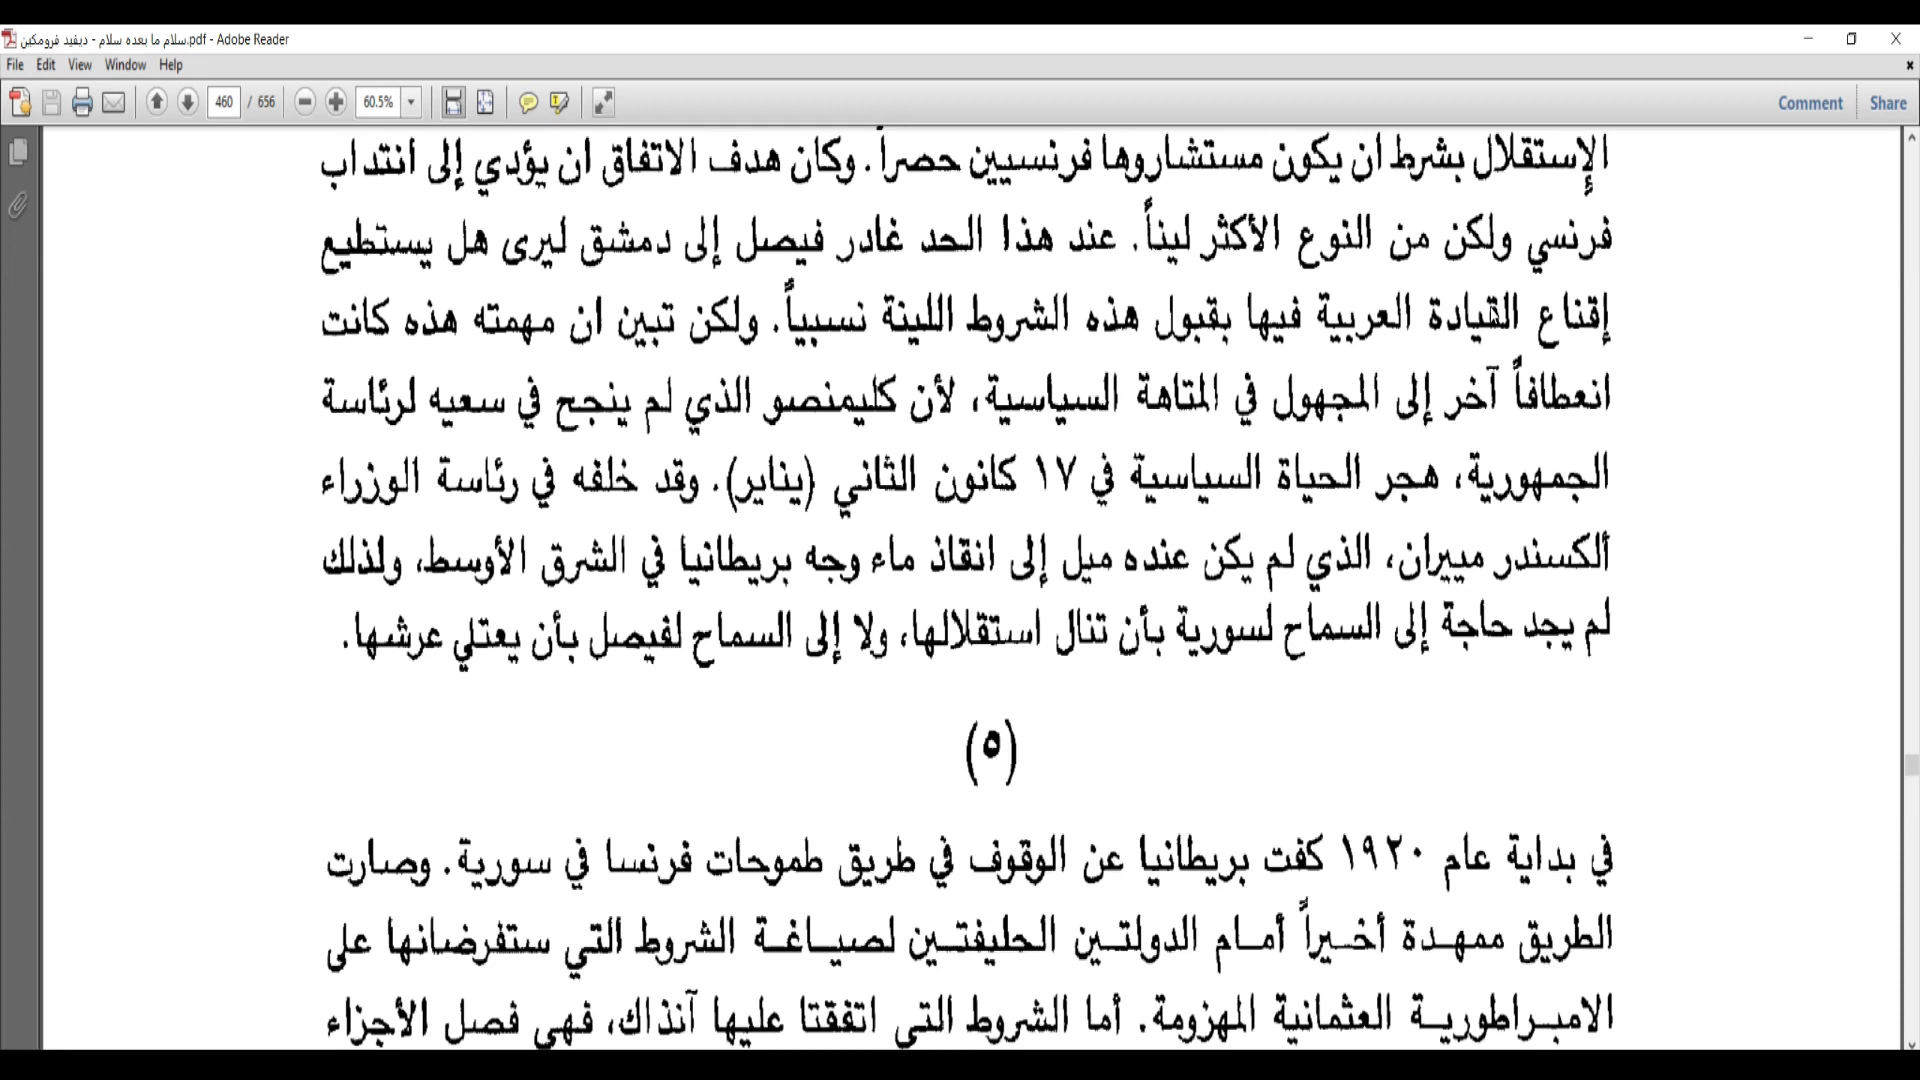 سلام ما بعده سلام - ديفيد فرومكين.pdf - Adobe Reader
File Edit View Window Help
460 / 656 60.5% Comment Share
الإستقلال بشرط ان يكون مستشاروها فرنسيين حصراً. وكان هدف الاتفاق ان يؤدي إلى انتداب
فرنسي ولكن من النوع الأكثر ليناً. عند هذا الحد غادر فيصل إلى دمشق ليرى هل يستطيع
إقناع القيادة العربية فيها بقبول هذه الشروط اللينة نسبياً. ولكن تبين ان مهمته هذه كانت
انعطافاً آخر إلى المجهول في المتاهة السياسية، لأن كليمنصو الذي لم ينجح في سعيه لرئاسة
الجمهورية، هجر الحياة السياسية في ١٧ كانون الثاني (يناير). وقد خلفه في رئاسة الوزراء
ألكسندر مييران، الذي لم يكن عنده ميل إلى انقاذ ماء وجه بريطانيا في الشرق الأوسط، ولذلك
لم يجد حاجة إلى السماح لسورية بأن تنال استقلالها، ولا إلى السماح لفيصل بأن يعتلي عرشها.
(٥)
في بداية عام ١٩٢٠ كفت بريطانيا عن الوقوف في طريق طموحات فرنسا في سورية. وصارت
الطريق ممهدة أخيراً أمام الدولتين الحليفتين لصياغة الشروط التي ستفرضانها على
الامبراطورية العثمانية المهزومة. أما الشروط التي اتفقتا عليها آنذاك، فهي فصل الأجزاء